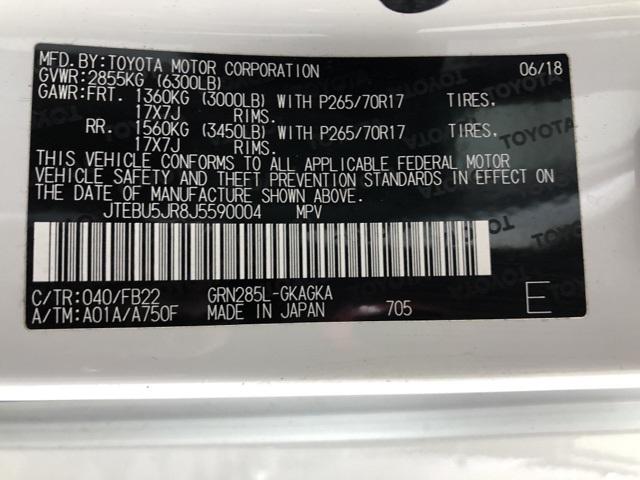 MFD.BY:TOYOTA MOTOR CORPORATION 06/18
GVWR:2855KG (6300LB)
GAWR:FRT. 1360KG (3000LB) WITH P265/70R17 TIRES,
17X7J RIMS.
RR. 1560KG (3450LB) WITH P265/70R17 TIRES,
17X7J RIMS.
THIS VEHICLE CONFORMS TO ALL APPLICABLE FEDERAL MOTOR
VEHICLE SAFETY AND THEFT PREVENTION STANDARDS IN EFFECT ON
THE DATE OF MANUFACTURE SHOWN ABOVE.
JTEBU5JR8J5590004 MPV
C/TR:040/FB22 GRN285L-GKAGKA
A/TM:A01A/A750F MADE IN JAPAN 705 E